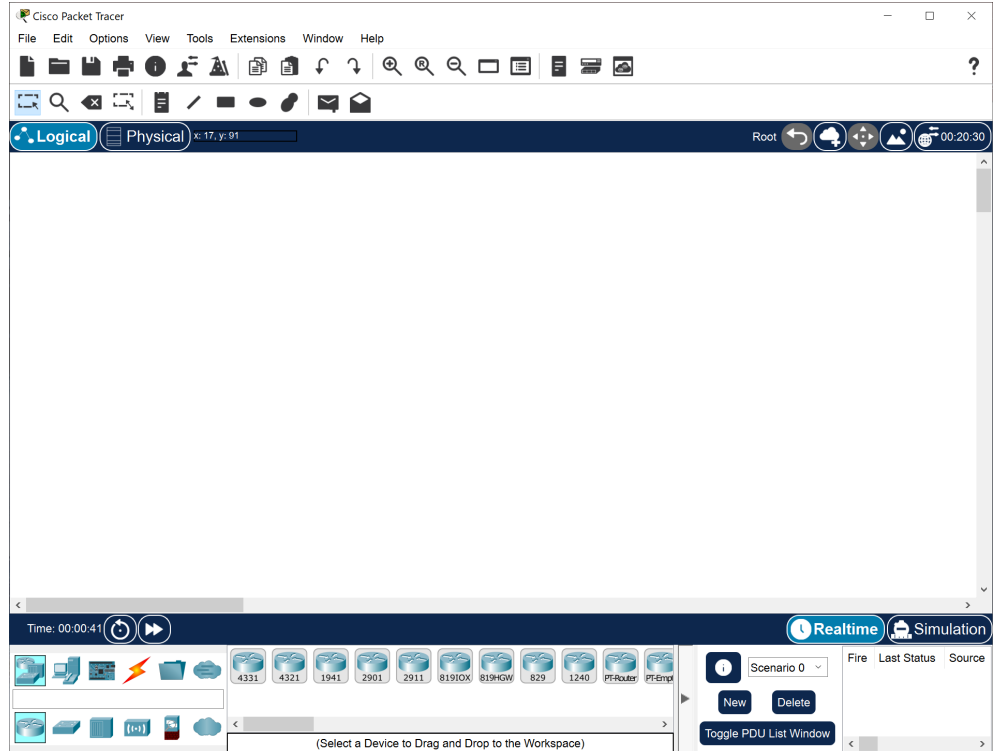 Cisco Packet Tracer
File Edit Options View Tools Extensions Window Help
Logical Physical x: 17, y: 91 Root 00:20:30
Time: 00:00:41 Realtime Simulation
4331 4321 1941 2901 2911 819IOX 819HGW 829 1240 PT-Router PT-Empt
(Select a Device to Drag and Drop to the Workspace)
Scenario 0
New Delete
Toggle PDU List Window
Fire Last Status Source